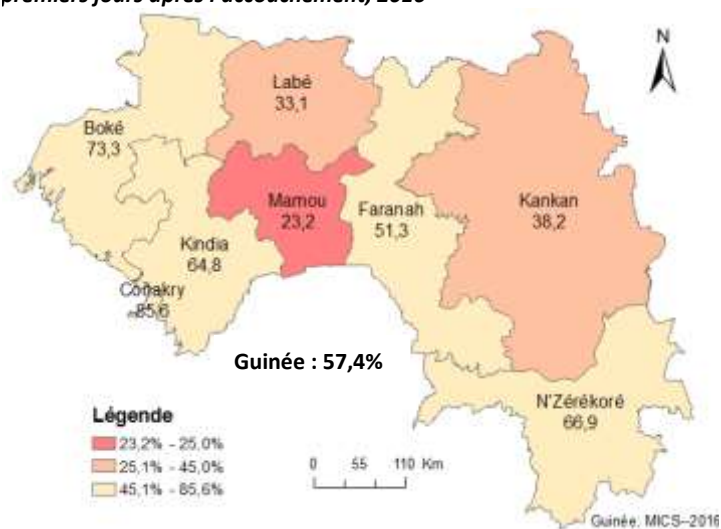 premiers jours après l'accouchement, 2016
N
Labé
33,1
Boké
73,3
Mamou
23,2
Faranah
51,3
Kankan
38,2
Kindia
64,8
Conakry
85,6
Guinée : 57,4%
N'Zérékoré
66,9
Légende
23,2% - 25,0%
25,1% - 45,0%
45,1% - 85,6%
0 55 110 Km
Guinée, MICS-2016